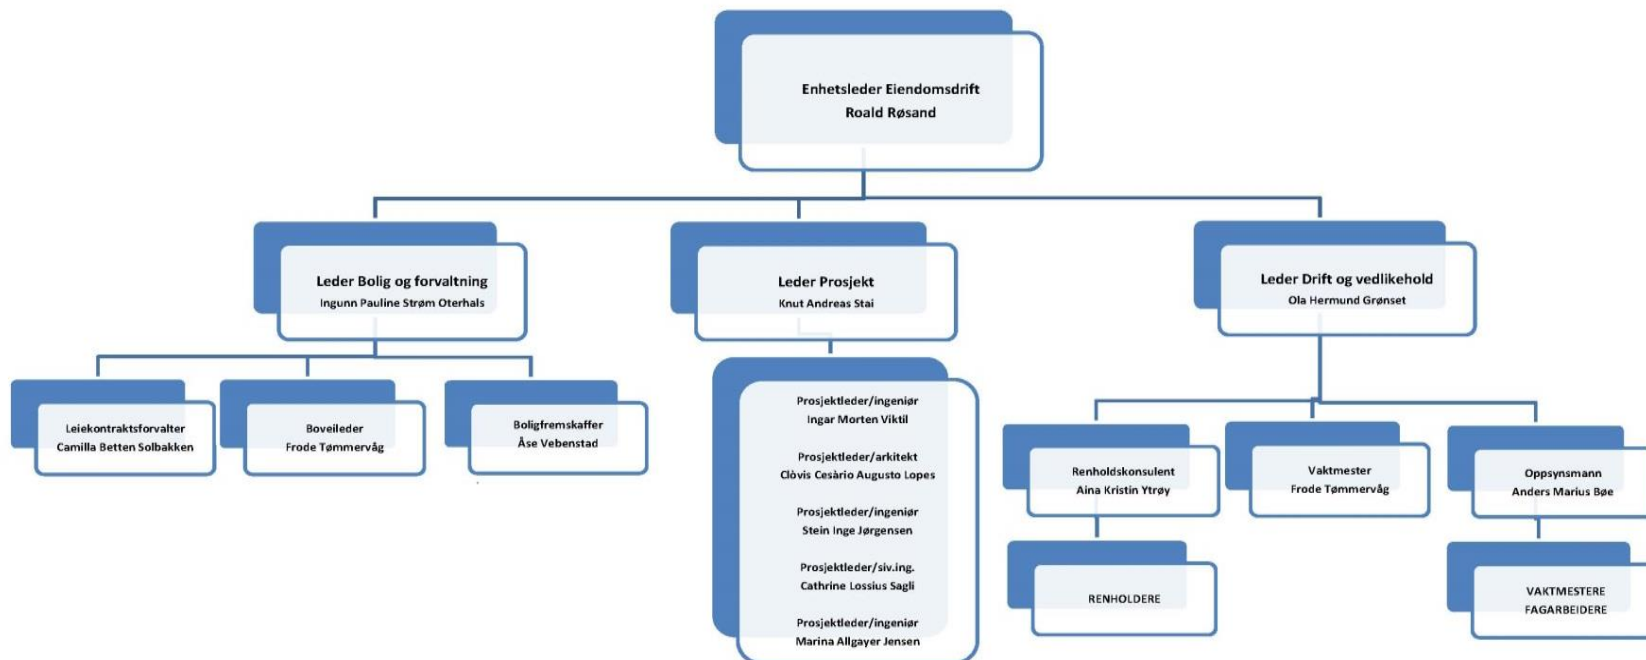 Enhetsleder Eiendomsdrift
Roald Røsand
Leder Bolig og forvaltning
Ingunn Pauline Strøm Oterhals
Leder Prosjekt
Knut Andreas Stai
Leder Drift og vedlikehold
Ola Hermund Grønset
Leiekontraktsforvalter
Camilla Betten Solbakken
Boveileder
Frode Tømmervåg
Boligfremskaffer
Åse Vebenstad
Prosjektleder/ingeniør
Ingar Morten Viktil
Prosjektleder/arkitekt
Clòvis Cesàrio Augusto Lopes
Prosjektleder/ingeniør
Stein Inge Jørgensen
Prosjektleder/siv.ing.
Cathrine Lossius Sagli
Prosjektleder/ingeniør
Marina Allgayer Jensen
Renholdskonsulent
Aina Kristin Ytrøy
Vaktmester
Frode Tømmervåg
Oppsynsmann
Anders Marius Bøe
RENHOLDERE
VAKTMESTERE
FAGARBEIDERE